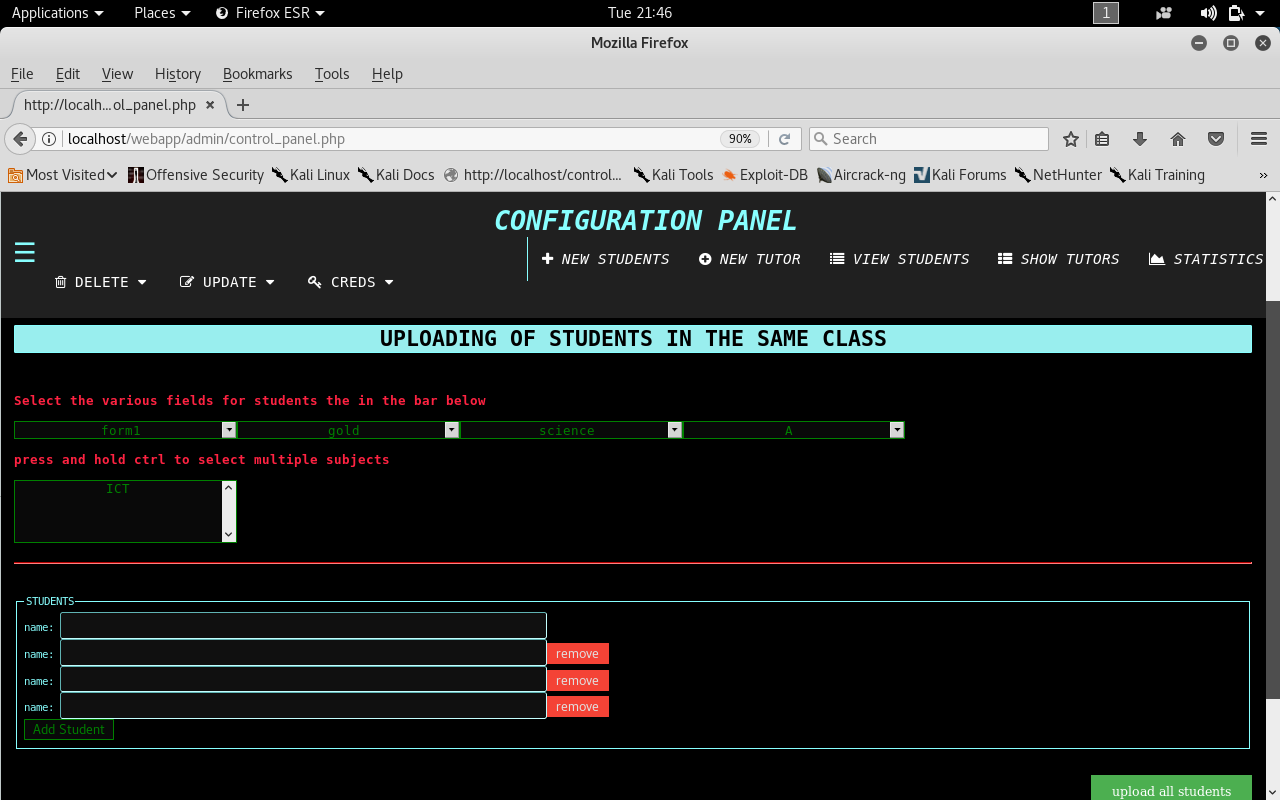 Applications Places Firefox ESR Tue 21:46 1
Mozilla Firefox
File Edit View History Bookmarks Tools Help
http://localh...ol_panel.php
localhost/webapp/admin/control_panel.php 90% Search
Most Visited Offensive Security Kali Linux Kali Docs http://localhost/control... Kali Tools Exploit-DB Aircrack-ng Kali Forums NetHunter Kali Training »
CONFIGURATION PANEL
NEW STUDENTS NEW TUTOR VIEW STUDENTS SHOW TUTORS STATISTICS
DELETE UPDATE CREDS
UPLOADING OF STUDENTS IN THE SAME CLASS
Select the various fields for students the in the bar below
form1 gold science A
press and hold ctrl to select multiple subjects
ICT
STUDENTS
name:
name: remove
name: remove
name: remove
Add Student
upload all students